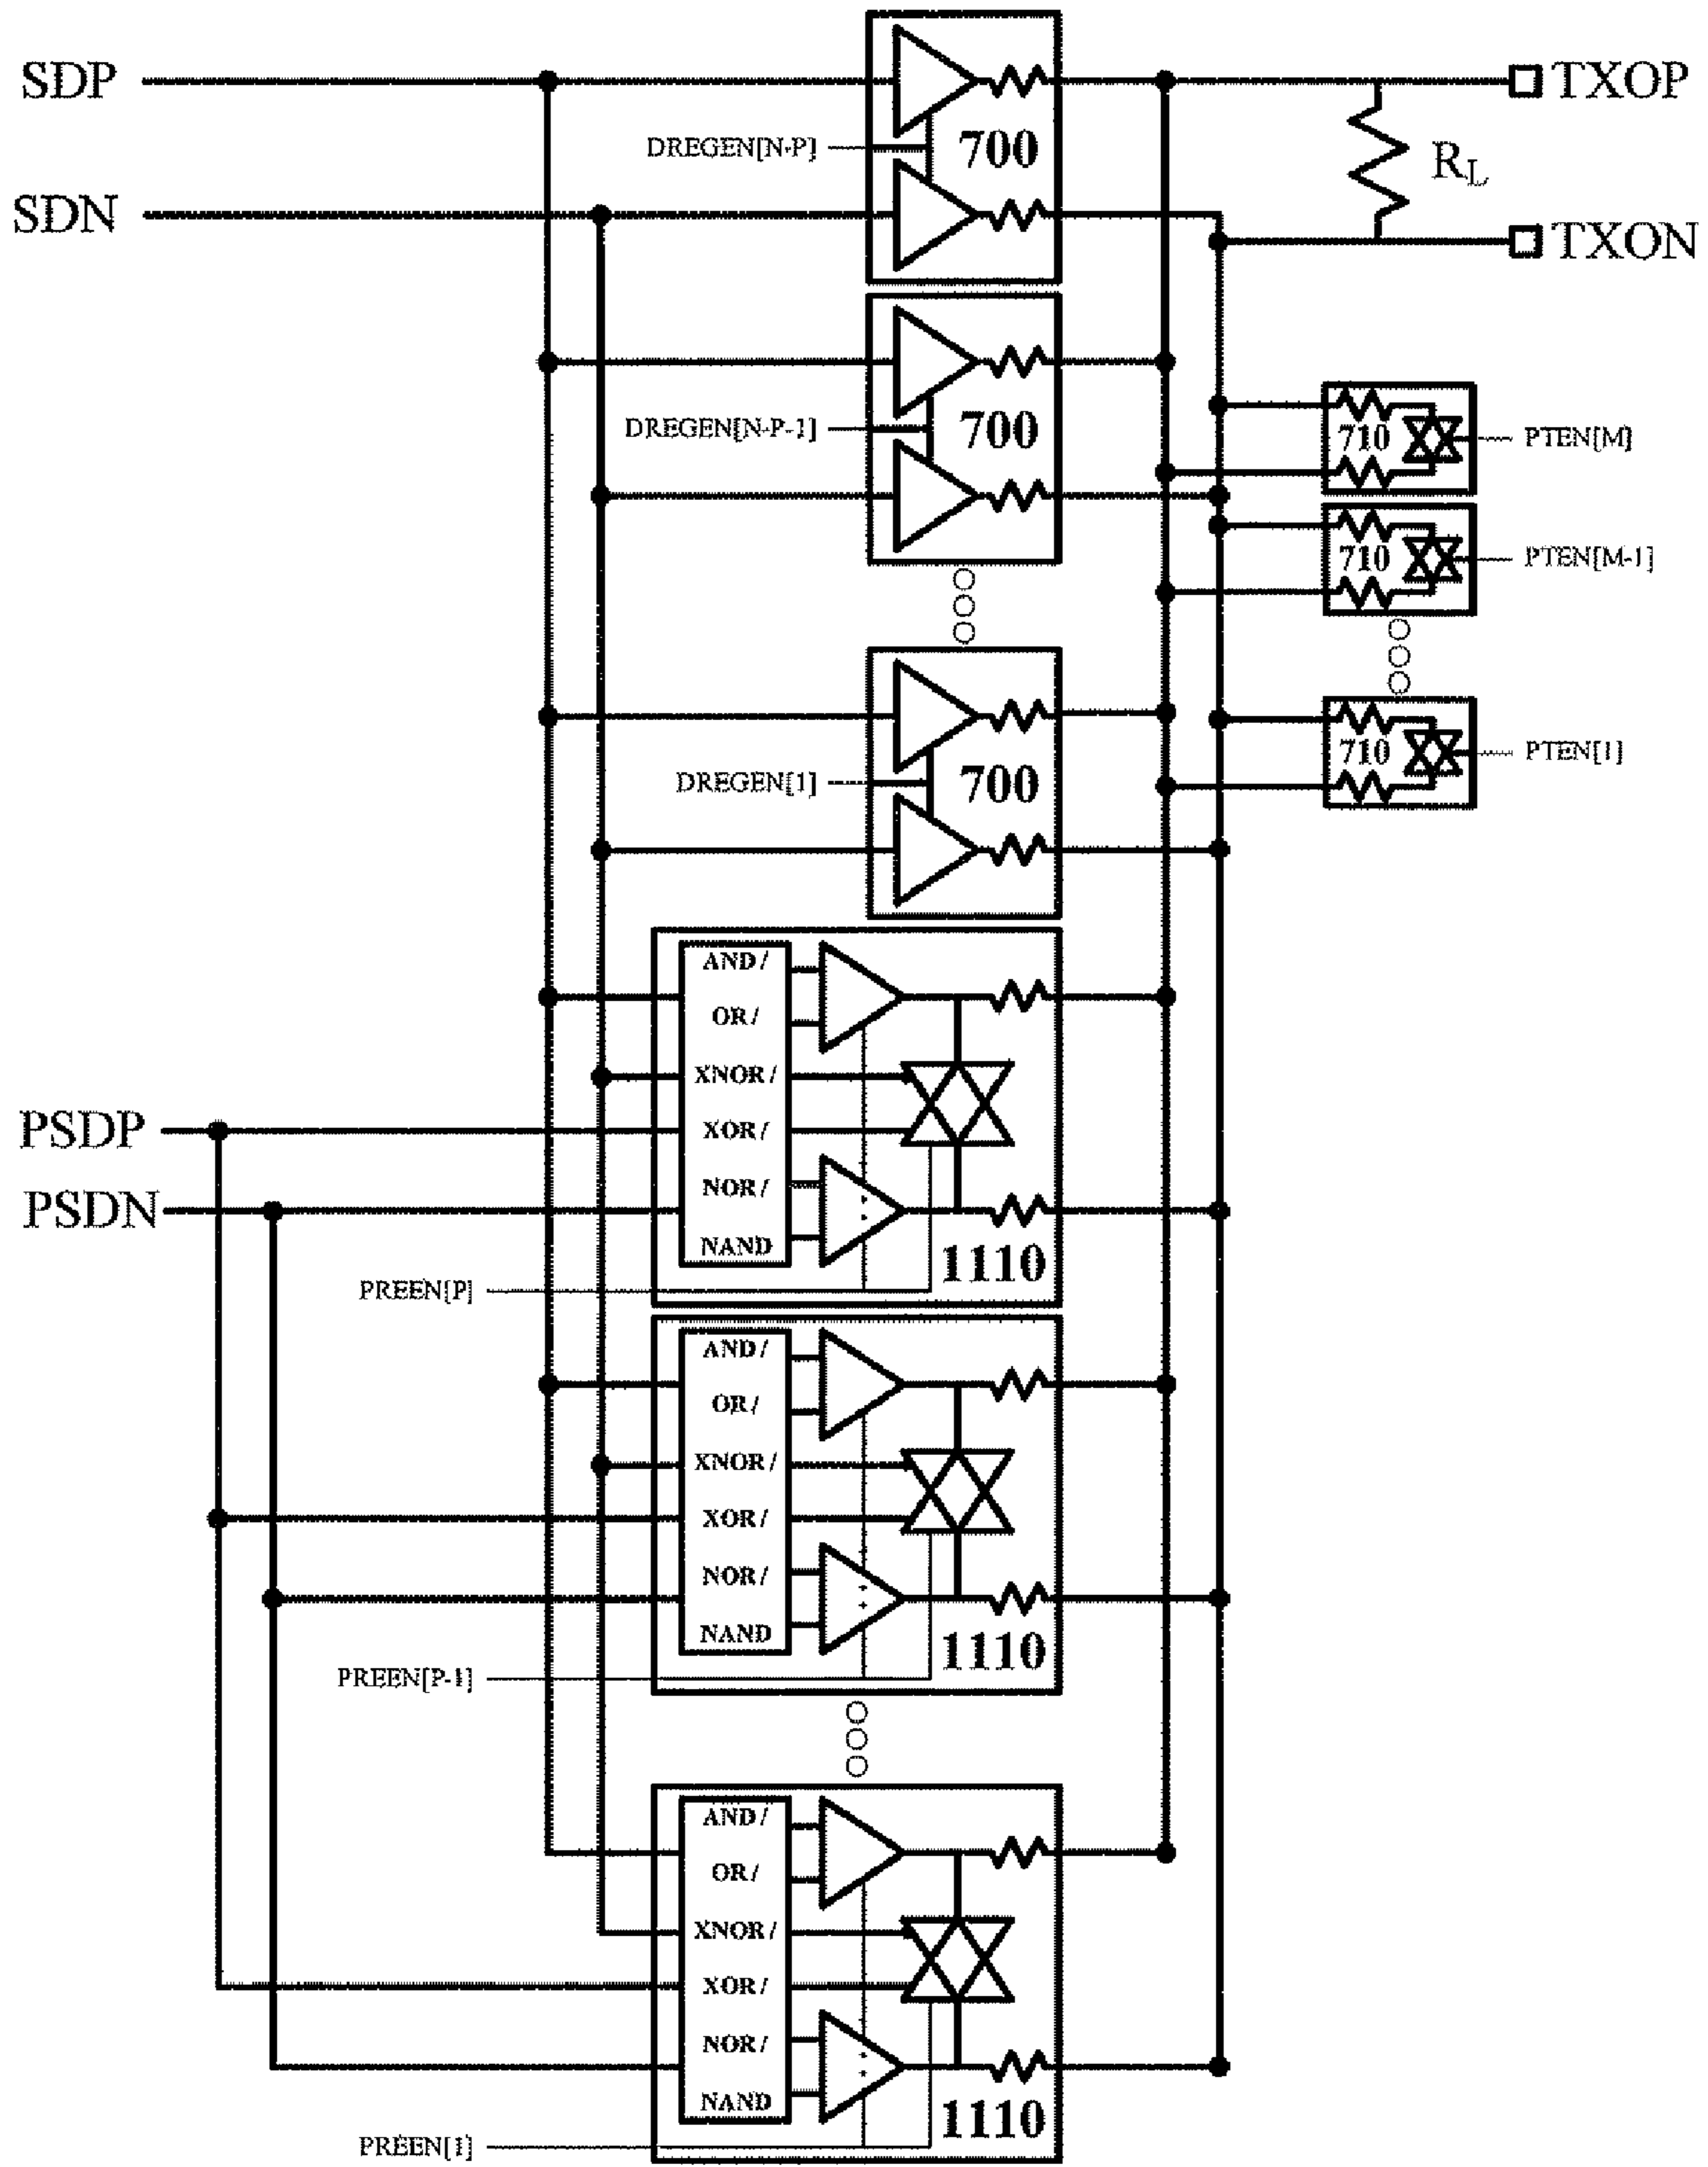 SDP
TXOP
DREGEN[N-P]
700
RL
SDN
TXON
DREGEN[N-P-1]
700
710
PTEN[M]
710
PTEN[M-1]
DREGEN[1]
700
710
PTEN[1]
AND /
OR /
XNOR /
PSDP
XOR /
NOR /
PSDN
NAND
1110
PREEN[P]
AND /
OR /
XNOR /
XOR /
NOR /
NAND
1110
PREEN[P-1]
AND /
OR /
XNOR /
XOR /
NOR /
NAND
1110
PREEN[1]